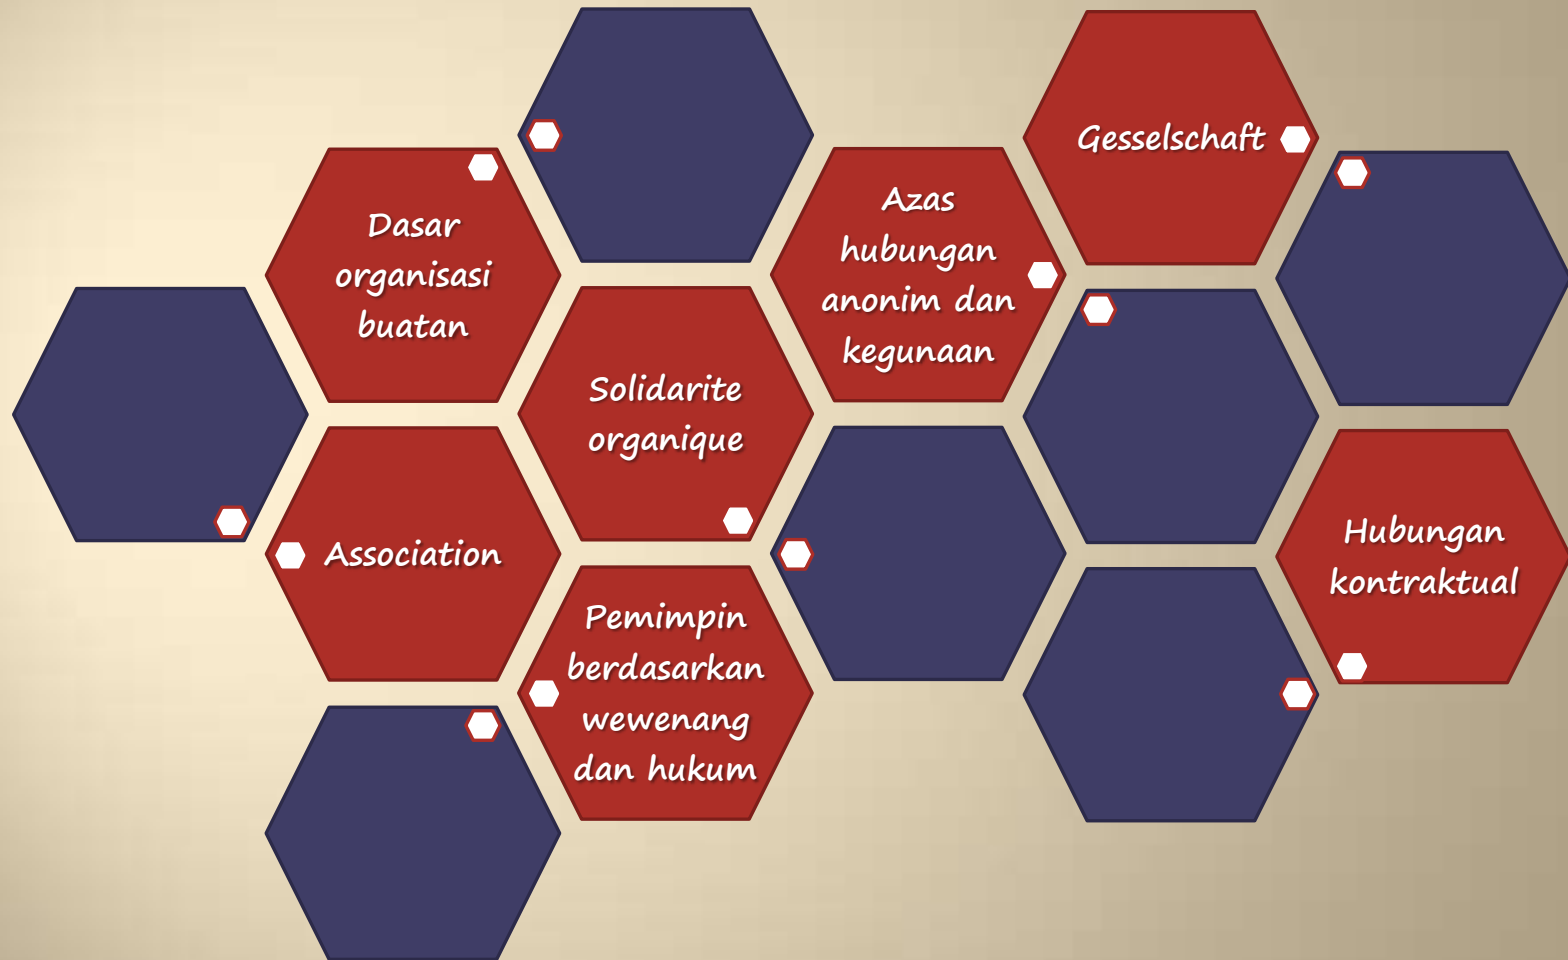 Dasar
organisasi
buatan
Association
Solidarite
organique
Pemimpin
berdasarkan
wewenang
dan hukum
Azas
hubungan
anonim dan
kegunaan
Gesselschaft
Hubungan
kontraktual